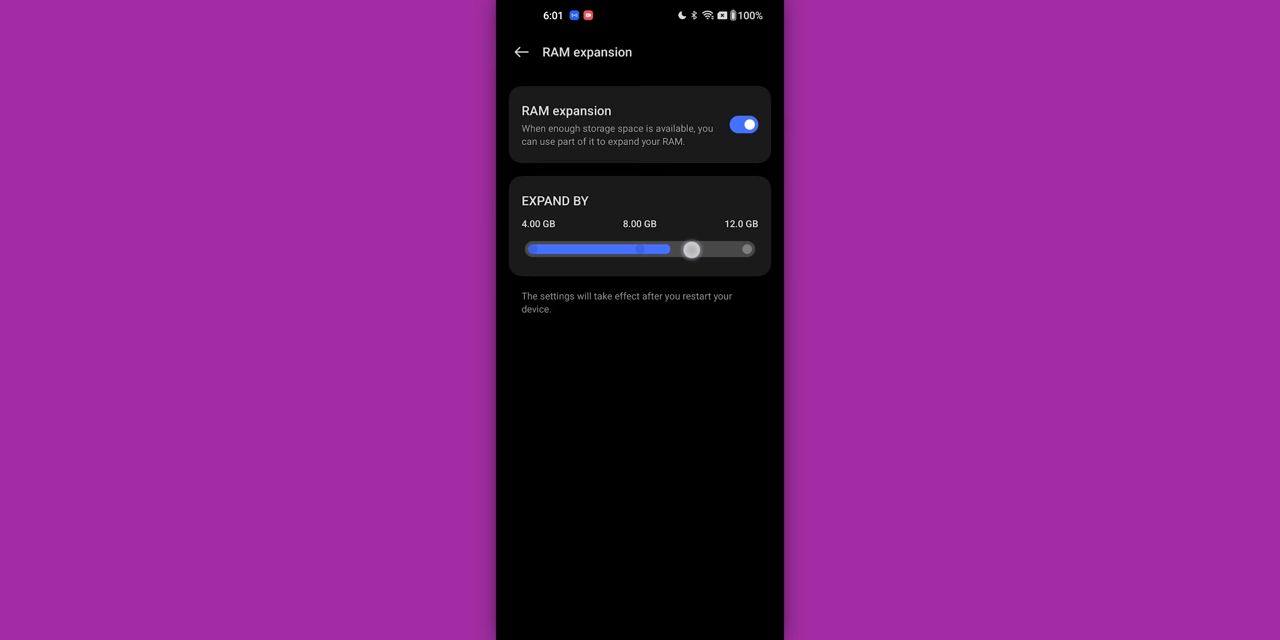 6:01 100%
RAM expansion
RAM expansion
When enough storage space is available, you
can use part of it to expand your RAM.
EXPAND BY
4.00 GB 8.00 GB 12.0 GB
The settings will take effect after you restart your
device.